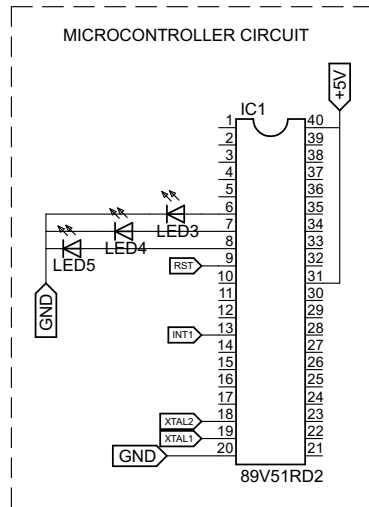 MICROCONTROLLER CIRCUIT
+5V
IC1
1 40
2 39
3 38
4 37
5 36
6 35
LED3
7 34
LED4
8 33
LED5
RST 9 32
10 31
11 30
GND
12 29
INT1 13 28
14 27
15 26
16 25
17 24
XTAL2 18 23
XTAL1 19 22
GND 20 21
89V51RD2